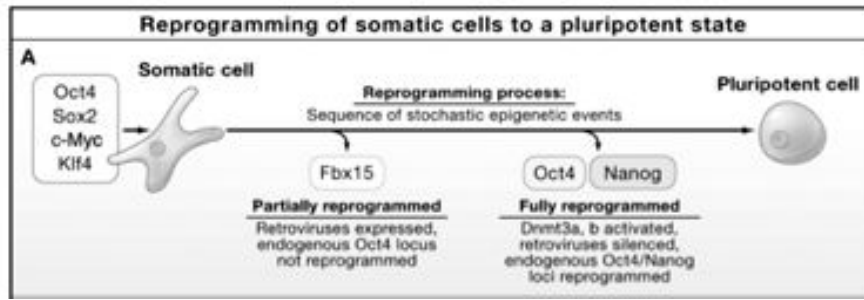 Reprogramming of somatic cells to a pluripotent state
A
Somatic cell
Oct4
Sox2
c-Myc
Klf4
Reprogramming process:
Sequence of stochastic epigenetic events
Pluripotent cell
Fbx15
Partially reprogrammed
Retroviruses expressed,
endogenous Oct4 locus
not reprogrammed
Oct4
Nanog
Fully reprogrammed
Dnmt3a, b activated,
retroviruses silenced,
endogenous Oct4/Nanog
loci reprogrammed